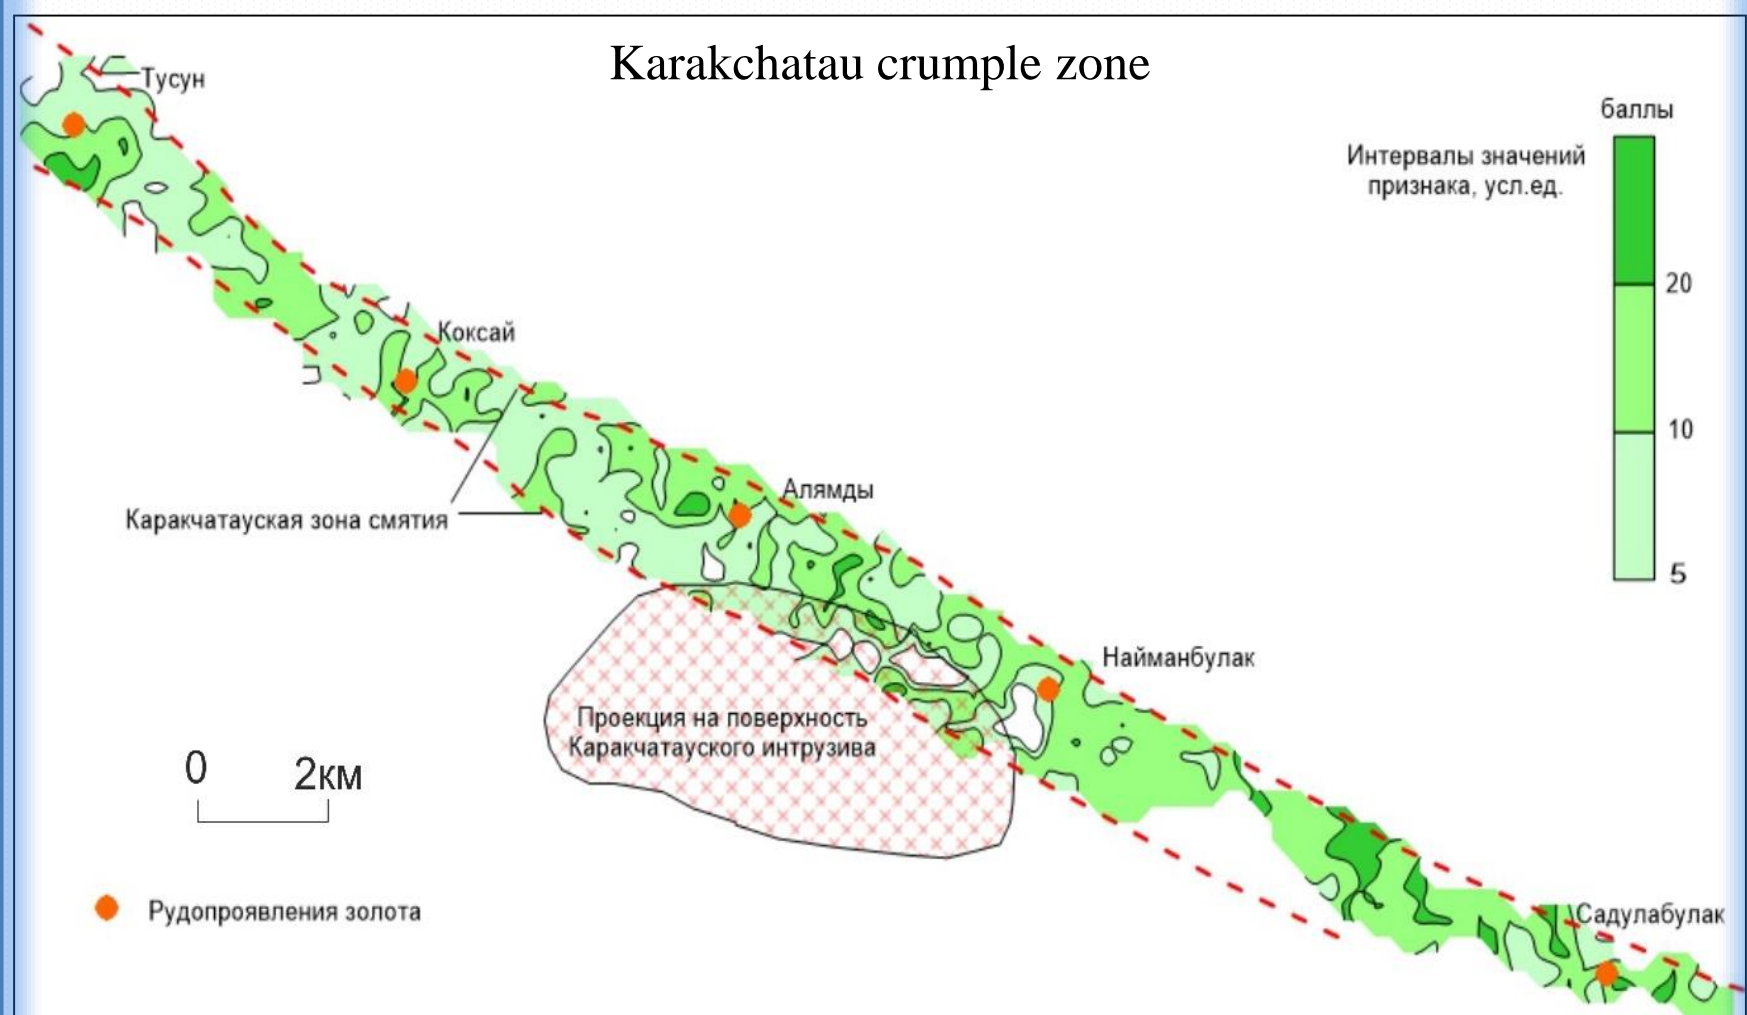 Karakchatau crumple zone
Тусун
баллы
Интервалы значений
признака, усл.ед.
20
10
5
Коксай
Алямды
Каракчатауская зона смятия
Найманбулак
Проекция на поверхность
Каракчатауского интрузива
0 2км
Рудопроявления золота
Садулабулак